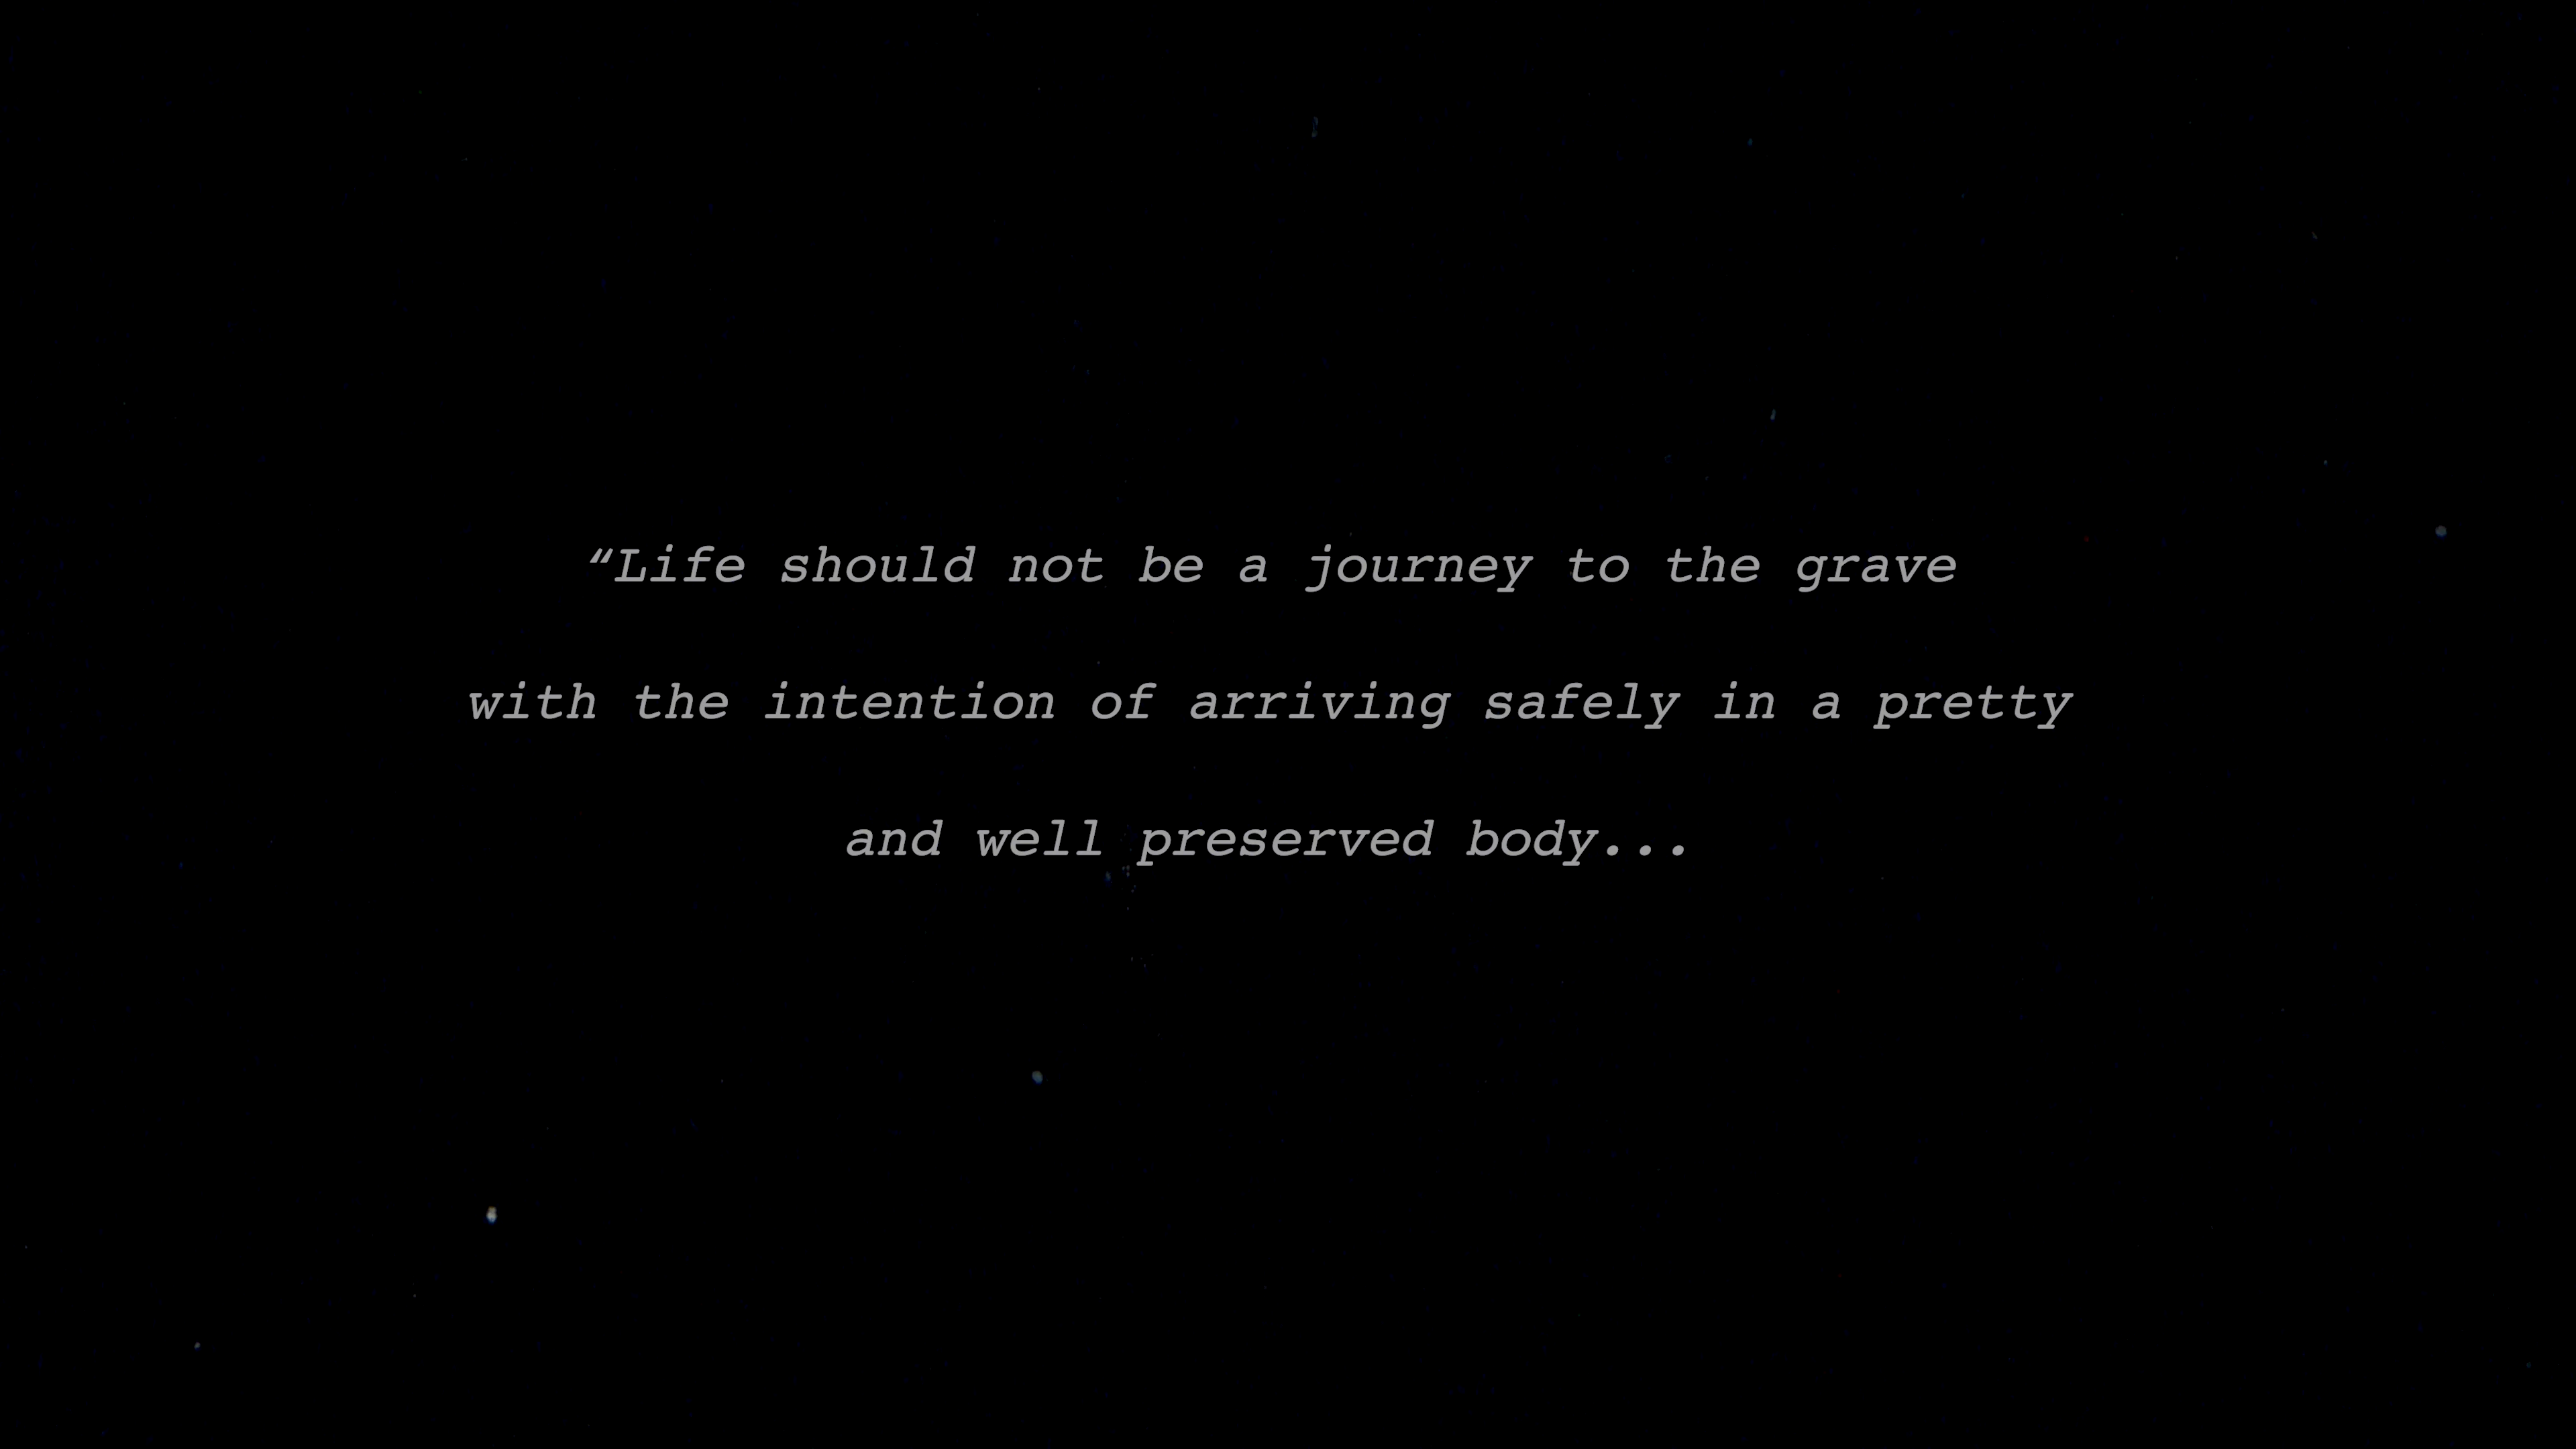 “Life should not be a journey to the grave
with the intention of arriving safely in a pretty
and well preserved body...